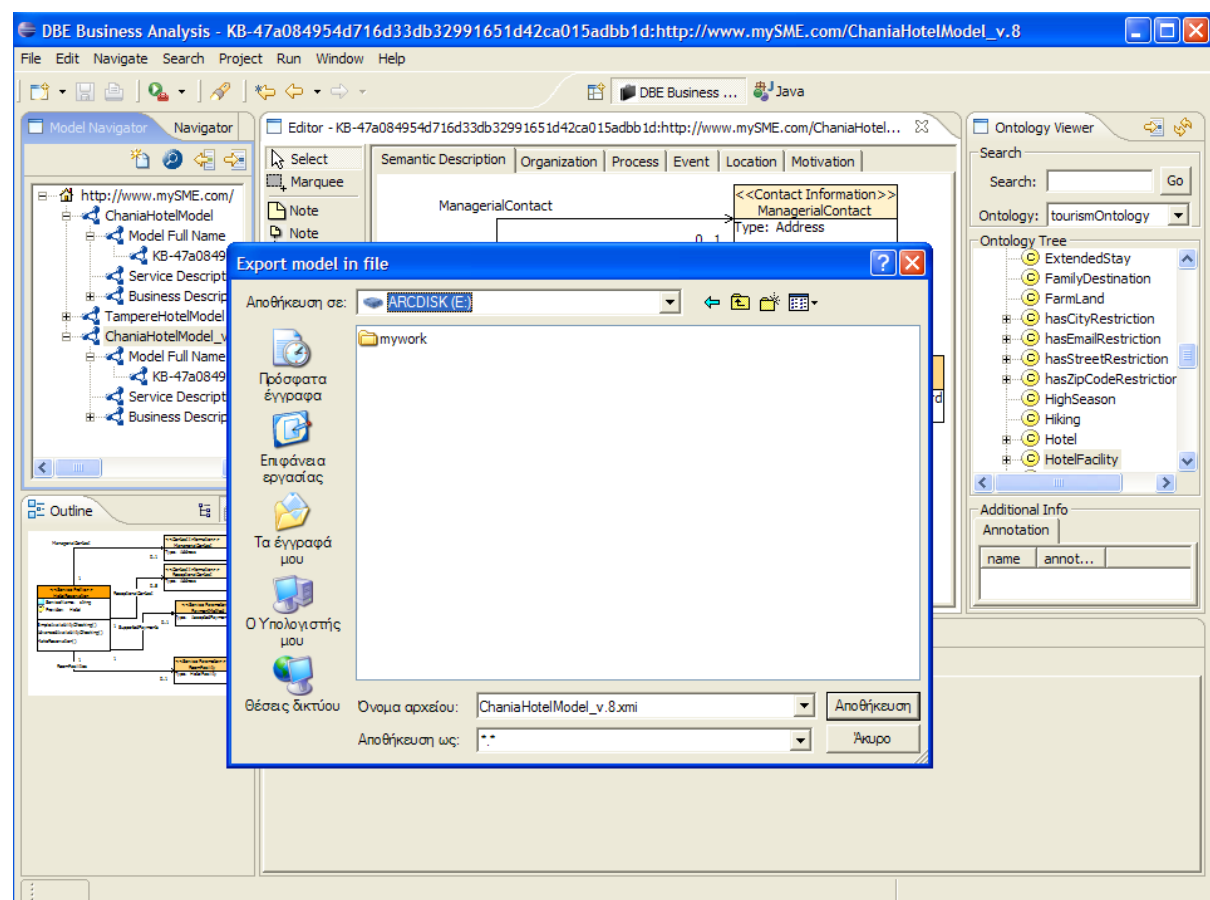 DBE Business Analysis - KB-47a084954d716d33db32991651d42ca015adbb1d:http://www.mySME.com/ChaniaHotelModel_v.8
File Edit Navigate Search Project Run Window Help
DBE Business ... Java
Model Navigator Navigator
http://www.mySME.com/
ChaniaHotelModel
Model Full Name
KB-47a0849
Service Descript
Business Descrip
TampereHotelModel
ChaniaHotelModel_v
Model Full Name
KB-47a0849
Service Descript
Business Descrip
Editor - KB-47a084954d716d33db32991651d42ca015adbb1d:http://www.mySME.com/ChaniaHotel...
Select
Marquee
Note
Note
Semantic Description Organization Process Event Location Motivation
ManagerialContact
<<Contact Information>>
ManagerialContact
Type: Address
0..1
Ontology Viewer
Search
Search: Go
Ontology: tourismOntology
Ontology Tree
ExtendedStay
FamilyDestination
FarmLand
hasCityRestriction
hasEmailRestriction
hasStreetRestriction
hasZipCodeRestriction
HighSeason
Hiking
Hotel
HotelFacility
Additional Info
Annotation
name annot...
Export model in file
Αποθήκευση σε: ARCDISK (E:)
mywork
Πρόσφατα
έγγραφα
Επιφάνεια
εργασίας
Τα έγγραφά
μου
Ο Υπολογιστής
μου
Θέσεις δικτύου
Όνομα αρχείου: ChaniaHotelModel_v.8.xmi Αποθήκευση
Αποθήκευση ως: *.* Άκυρο
Outline